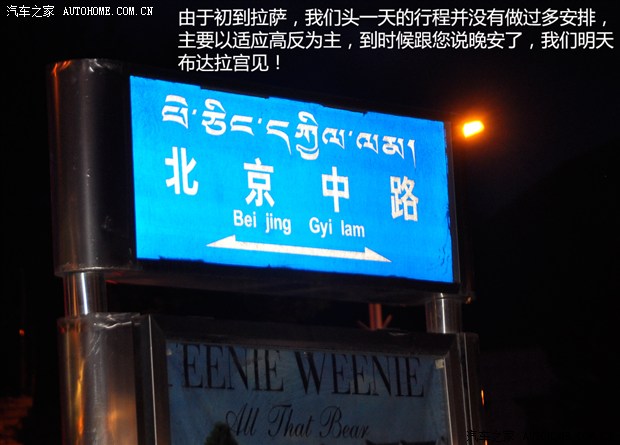 汽车之家 AUTOHOME.COM.CN
由于初到拉萨，我们头一天的行程并没有做过多安排，
主要以适应高反为主，到时候跟您说晚安了，我们明天
布达拉宫见！
པེ་ཅིང་དཀྱིལ་ལམ།
北京中路
Bei jing Gyi lam
TEENIE WEENIE
All That Bear